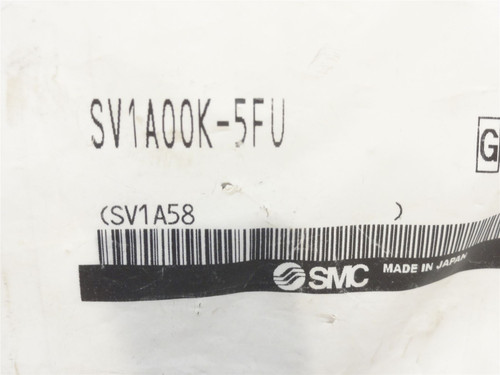 SV1A00K-5FU
G
(SV1A58 )
SMC MADE IN JAPAN